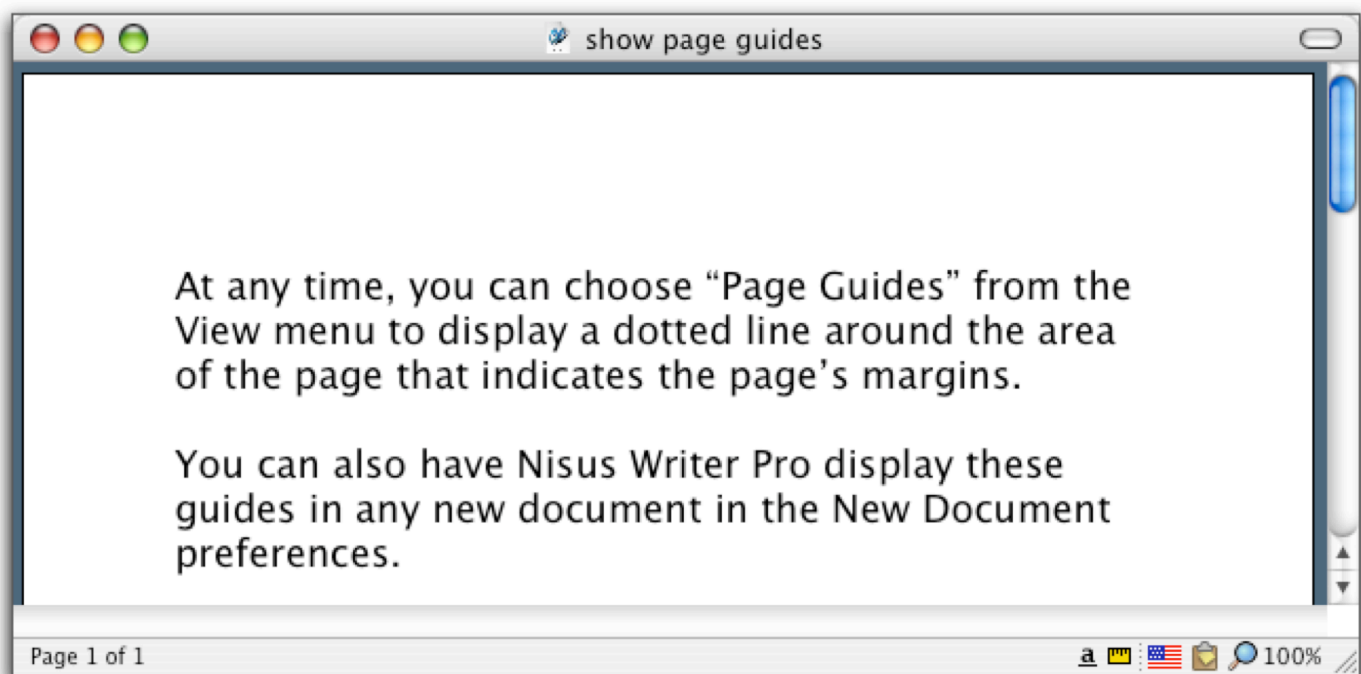 show page guides
At any time, you can choose “Page Guides” from the
View menu to display a dotted line around the area
of the page that indicates the page’s margins.
You can also have Nisus Writer Pro display these
guides in any new document in the New Document
preferences.
Page 1 of 1
a
100%